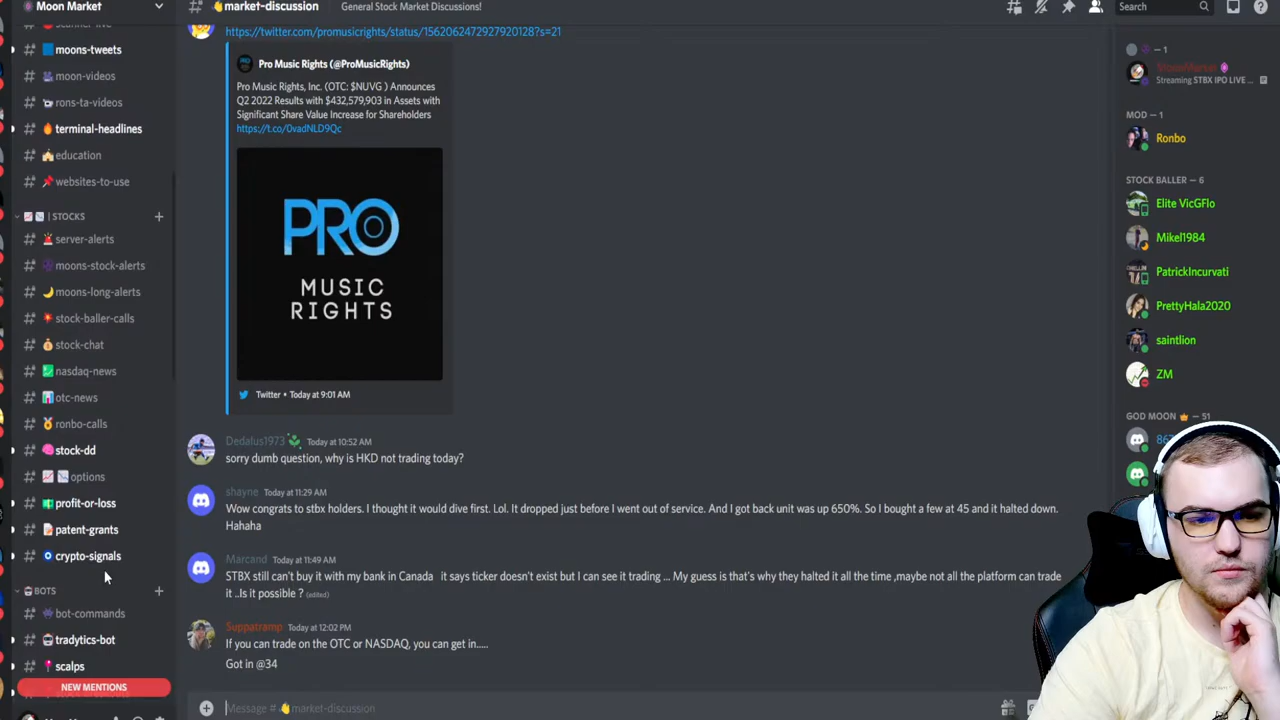 Moon Market
market-discussion
General Stock Market Discussions!
Search
moons-tweets
moon-videos
rons-ta-videos
terminal-headlines
education
websites-to-use
| STOCKS
server-alerts
moons-stock-alerts
moons-long-alerts
stock-baller-calls
stock-chat
nasdaq-news
otc-news
ronbo-calls
stock-dd
options
profit-or-loss
patent-grants
crypto-signals
BOTS
bot-commands
tradytics-bot
scalps
NEW MENTIONS
https://twitter.com/promusicrights/status/1562062472927920128?s=21
Pro Music Rights (@ProMusicRights)
Pro Music Rights, Inc. (OTC: $NUVG ) Announces
Q2 2022 Results with $432,579,903 in Assets with
Significant Share Value Increase for Shareholders
https://t.co/0vadNLD9Qc
PRO
MUSIC
RIGHTS
Twitter • Today at 9:01 AM
Dedalus1973 Today at 10:52 AM
sorry dumb question, why is HKD not trading today?
shayne Today at 11:29 AM
Wow congrats to stbx holders. I thought it would dive first. Lol. It dropped just before I went out of service. And I got back unit was up 650%. So I bought a few at 45 and it halted down.
Hahaha
Marcand Today at 11:49 AM
STBX still can't buy it with my bank in Canada it says ticker doesn't exist but I can see it trading ... My guess is that's why they halted it all the time ,maybe not all the platform can trade
it ..Is it possible ? (edited)
Suppatramp Today at 12:02 PM
If you can trade on the OTC or NASDAQ, you can get in.....
Got in @34
Message # market-discussion
— 1
Streaming STBX IPO LIVE ...
MOD — 1
Ronbo
STOCK BALLER — 6
Elite VicGFlo
Mikel1984
PatrickIncurvati
PrettyHala2020
saintlion
ZM
GOD MOON — 51